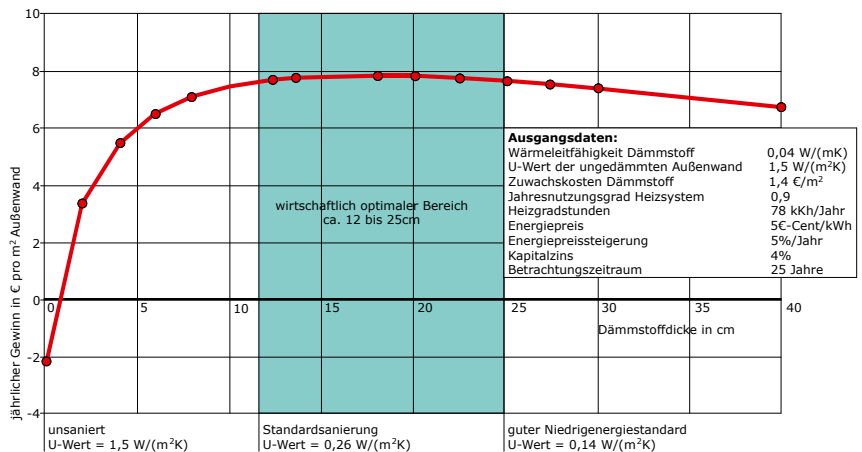 10
8
6
4
2
0
-2
-4
jährlicher Gewinn in € pro m² Außenwand
wirtschaftlich optimaler Bereich
ca. 12 bis 25cm
Ausgangsdaten:
Wärmeleitfähigkeit Dämmstoff 0,04 W/(mK)
U-Wert der ungedämmten Außenwand 1,5 W/(m²K)
Zuwachskosten Dämmstoff 1,4 €/m²
Jahresnutzungsgrad Heizsystem 0,9
Heizgradstunden 78 kKh/Jahr
Energiepreis 5€-Cent/kWh
Energiepreissteigerung 5%/Jahr
Kapitalzins 4%
Betrachtungszeitraum 25 Jahre
0 5 10 15 20 25 30 35 40
Dämmstoffdicke in cm
unsaniert
U-Wert = 1,5 W/(m²K)
Standardsanierung
U-Wert = 0,26 W/(m²K)
guter Niedrigenergiestandard
U-Wert = 0,14 W/(m²K)